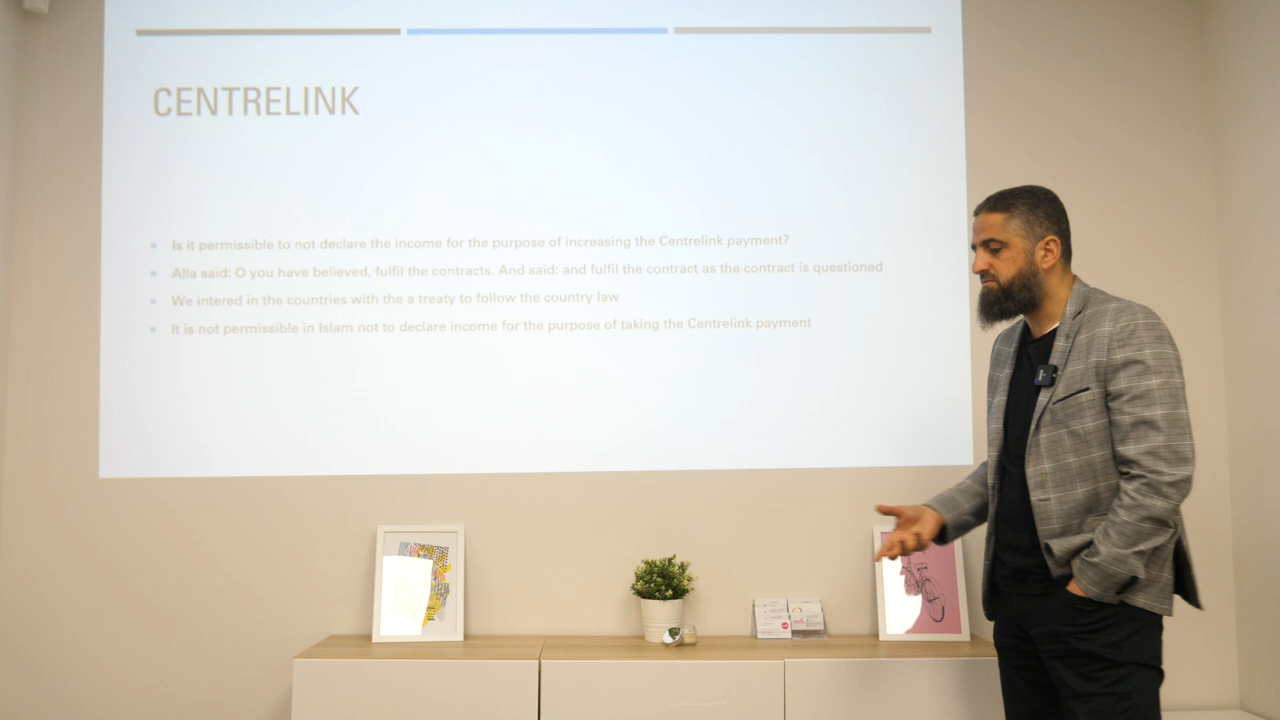 CENTRELINK
Is it permissible to not declare the income for the purpose of increasing the Centrelink payment?
Alla said: O you have believed, fulfil the contracts. And said: and fulfil the contract as the contract is questioned
We intered in the countries with the a treaty to follow the country law
It is not permissible in Islam not to declare income for the purpose of taking the Centrelink payment